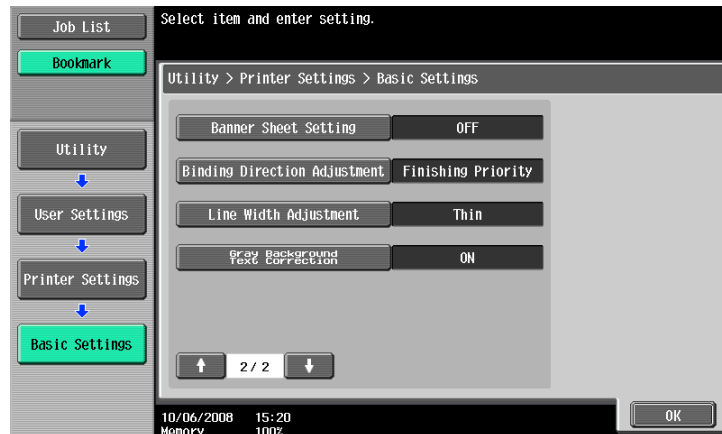 Job List
Select item and enter setting.
Bookmark
Utility > Printer Settings > Basic Settings
Banner Sheet Setting OFF
Utility
Binding Direction Adjustment Finishing Priority
User Settings
Line Width Adjustment Thin
Gray Background
Text Correction ON
Printer Settings
Basic Settings
2/ 2
10/06/2008 15:20
Memory 100%
OK